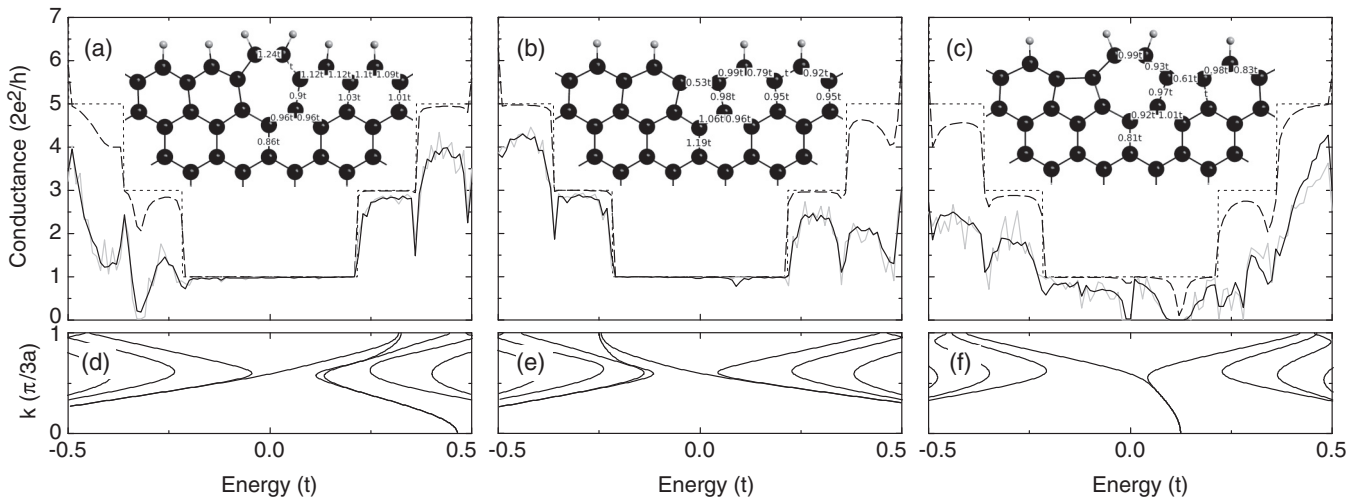 Conductance (2e2/h)
7
6
5
4
3
2
1
0
(a)
1.24t
t
1.12t 1.12t 1.1t 1.09t
0.9t
1.03t
1.01t
0.96t 0.96t
0.86t
(b)
0.53t
0.99t 0.79t
t
0.92t
0.98t
0.95t
0.95t
1.06t 0.96t
1.19t
(c)
0.99t
0.93t
0.61t
0.98t 0.83t
0.97t
t
0.92t 1.01t
0.81t
k (π/3a)
1
0
(d)
(e)
(f)
-0.5
0.0
0.5
-0.5
0.0
0.5
-0.5
0.0
0.5
Energy (t)
Energy (t)
Energy (t)